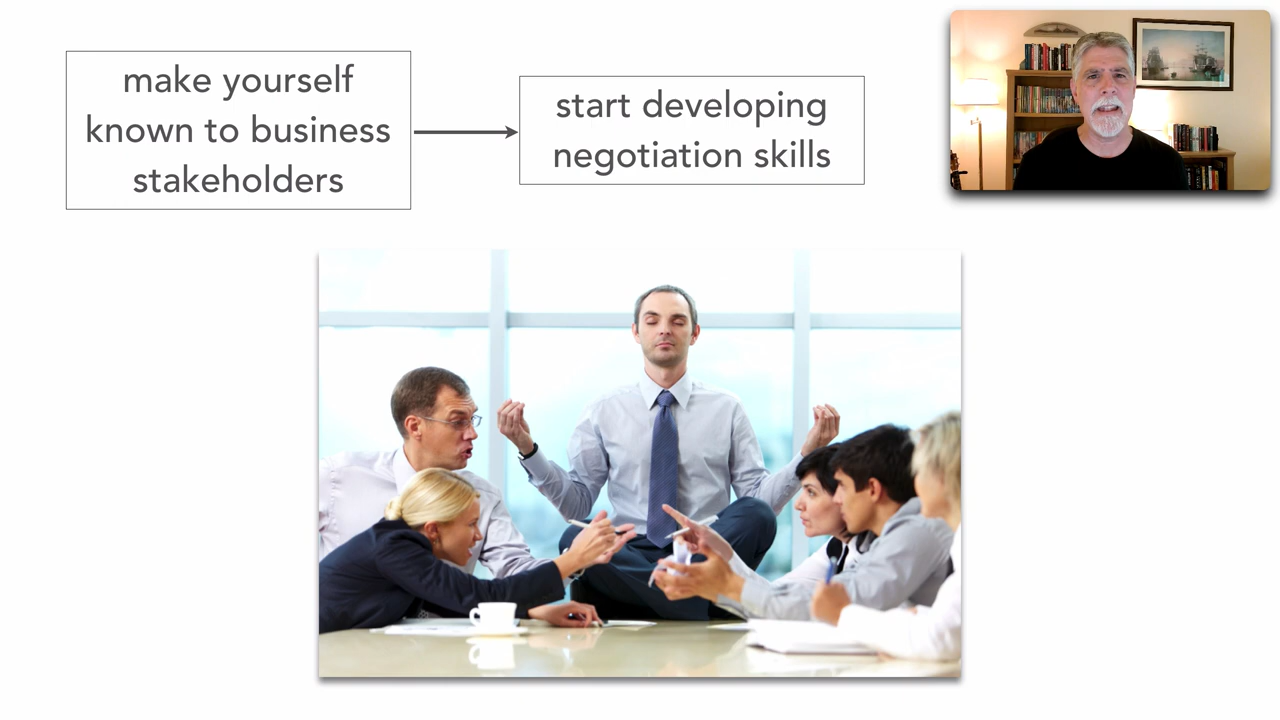 make yourself
known to business
stakeholders
start developing
negotiation skills